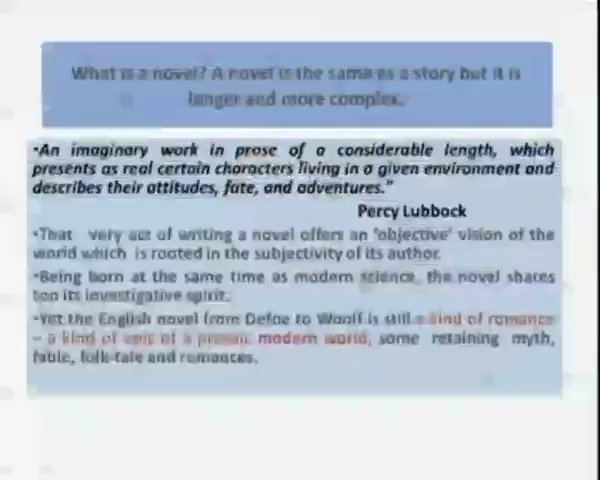 What is a novel? A novel is the same as a story but it is
longer and more complex.
•An imaginary work in prose of a considerable length, which
presents as real certain characters living in a given environment and
describes their attitudes, fate, and adventures.”
Percy Lubbock
•That very act of writing a novel offers an ‘objective’ vision of the
world which is rooted in the subjectivity of its author.
•Being born at the same time as modern science, the novel shares
too its investigative spirit.
•Yet the English novel from Defoe to Woolf is still a kind of romance
– a kind of epic of a prosaic modern world, some retaining myth,
fable, folk-tale and romances.